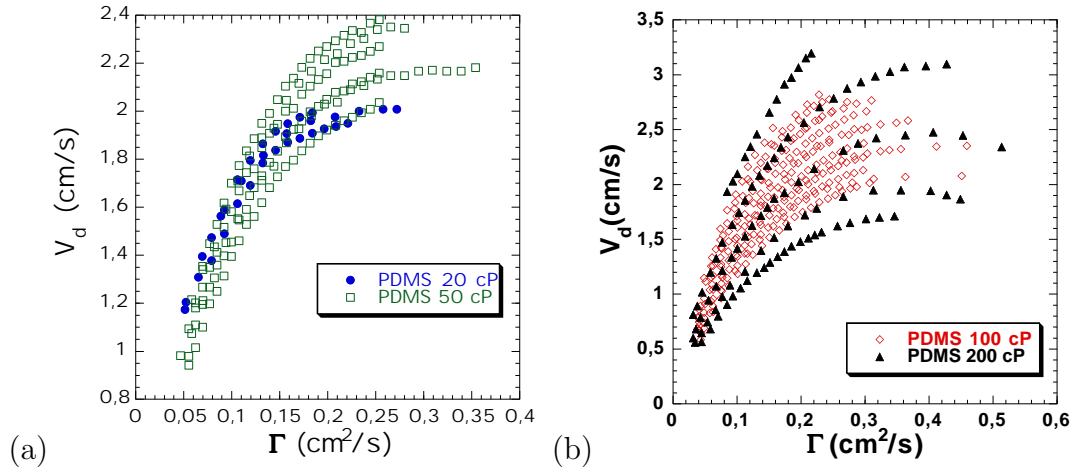 (a)
2,4
2,2
2
1,8
1,6
1,4
1,2
1
0,8
V_d (cm/s)
PDMS 20 cP
PDMS 50 cP
0 0,05 0,1 0,15 0,2 0,25 0,3 0,35 0,4
Γ (cm²/s)
(b)
3,5
3
2,5
2
1,5
1
0,5
0
V_d(cm/s)
PDMS 100 cP
PDMS 200 cP
0 0,1 0,2 0,3 0,4 0,5 0,6
Γ (cm²/s)